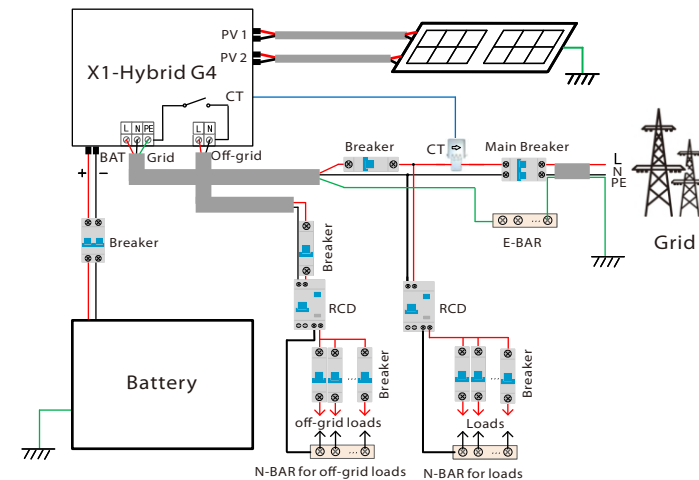 PV 1
PV 2
X1-Hybrid G4
CT
L N PE
L N
BAT
Grid
Off-grid
+ −
Breaker
CT
Main Breaker
L
N
PE
E-BAR
Grid
Breaker
Breaker
RCD
RCD
Battery
...
Breaker
...
Breaker
off-grid loads
Loads
...
...
...
N-BAR for off-grid loads
N-BAR for loads